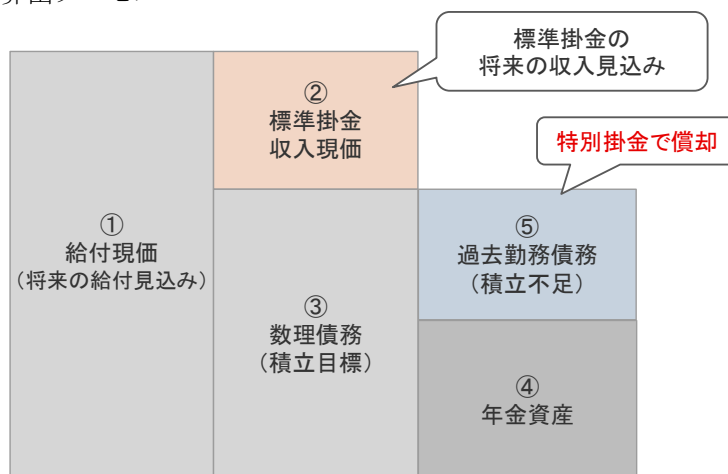 標準掛金の
将来の収入見込み
②
標準掛金
収入現価
特別掛金で償却
①
給付現価
（将来の給付見込み）
⑤
過去勤務債務
（積立不足）
③
数理債務
（積立目標）
④
年金資産